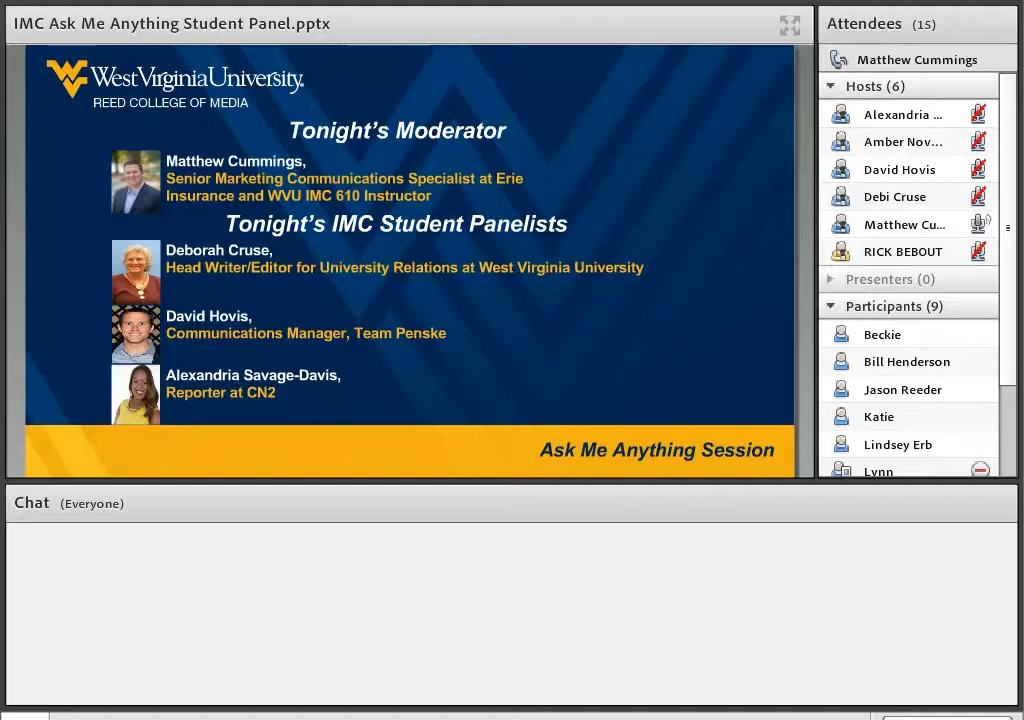 IMC Ask Me Anything Student Panel.pptx
West Virginia University.
REED COLLEGE OF MEDIA
Tonight's Moderator
Matthew Cummings,
Senior Marketing Communications Specialist at Erie
Insurance and WVU IMC 610 Instructor
Tonight's IMC Student Panelists
Deborah Cruse,
Head Writer/Editor for University Relations at West Virginia University
David Hovis,
Communications Manager, Team Penske
Alexandria Savage-Davis,
Reporter at CN2
Ask Me Anything Session
Attendees (15)
Matthew Cummings
Hosts (6)
Alexandria ...
Amber Nov...
David Hovis
Debi Cruse
Matthew Cu...
RICK BEBOUT
Presenters (0)
Participants (9)
Beckie
Bill Henderson
Jason Reeder
Katie
Lindsey Erb
Lynn
Chat (Everyone)